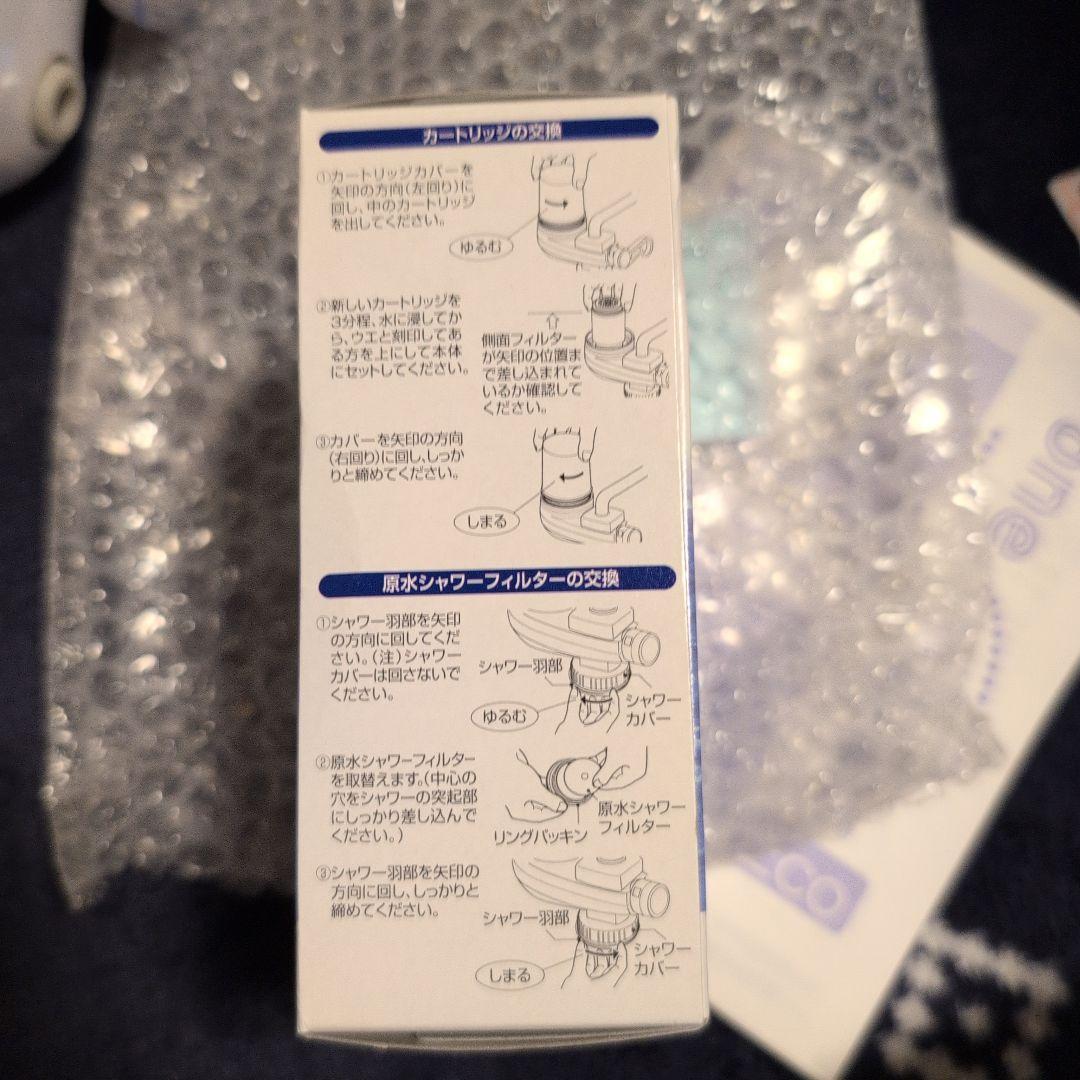 カートリッジの交換
①カートリッジカバーを
矢印の方向(左回り)に
回し、中のカートリッジ
を出してください。
ゆるむ
②新しいカートリッジを
3分程、水に浸してか
ら、ウエと刻印してあ
る方を上にして本体
にセットしてください。
側面フィルター
が矢印の位置ま
で差し込まれて
いるか確認して
ください。
③カバーを矢印の方向
(右回り)に回し、しっか
りと締めてください。
しまる
原水シャワーフィルターの交換
①シャワー羽部を矢印
の方向に回してくだ
さい。(注)シャワー
カバーは回さないで
ください。
シャワー羽部
シャワー
カバー
ゆるむ
②原水シャワーフィルター
を取替えます。(中心の
穴をシャワーの突起部
にしっかり差し込んで
ください。)
原水シャワー
フィルター
リングパッキン
③シャワー羽部を矢印の
方向に回し、しっかりと
締めてください。
シャワー羽部
シャワー
カバー
しまる